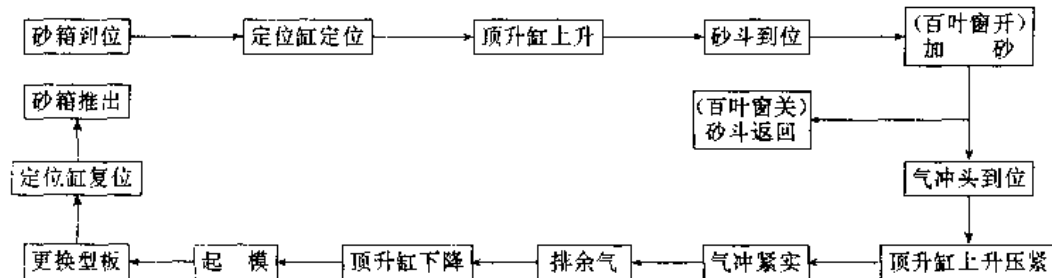 砂箱到位
定位缸定位
顶升缸上升
砂斗到位
(百叶窗开)
加 砂
(百叶窗关)
砂斗返回
气冲头到位
顶升缸上升压紧
气冲紧实
排余气
顶升缸下降
起 模
更换型板
定位缸复位
砂箱推出